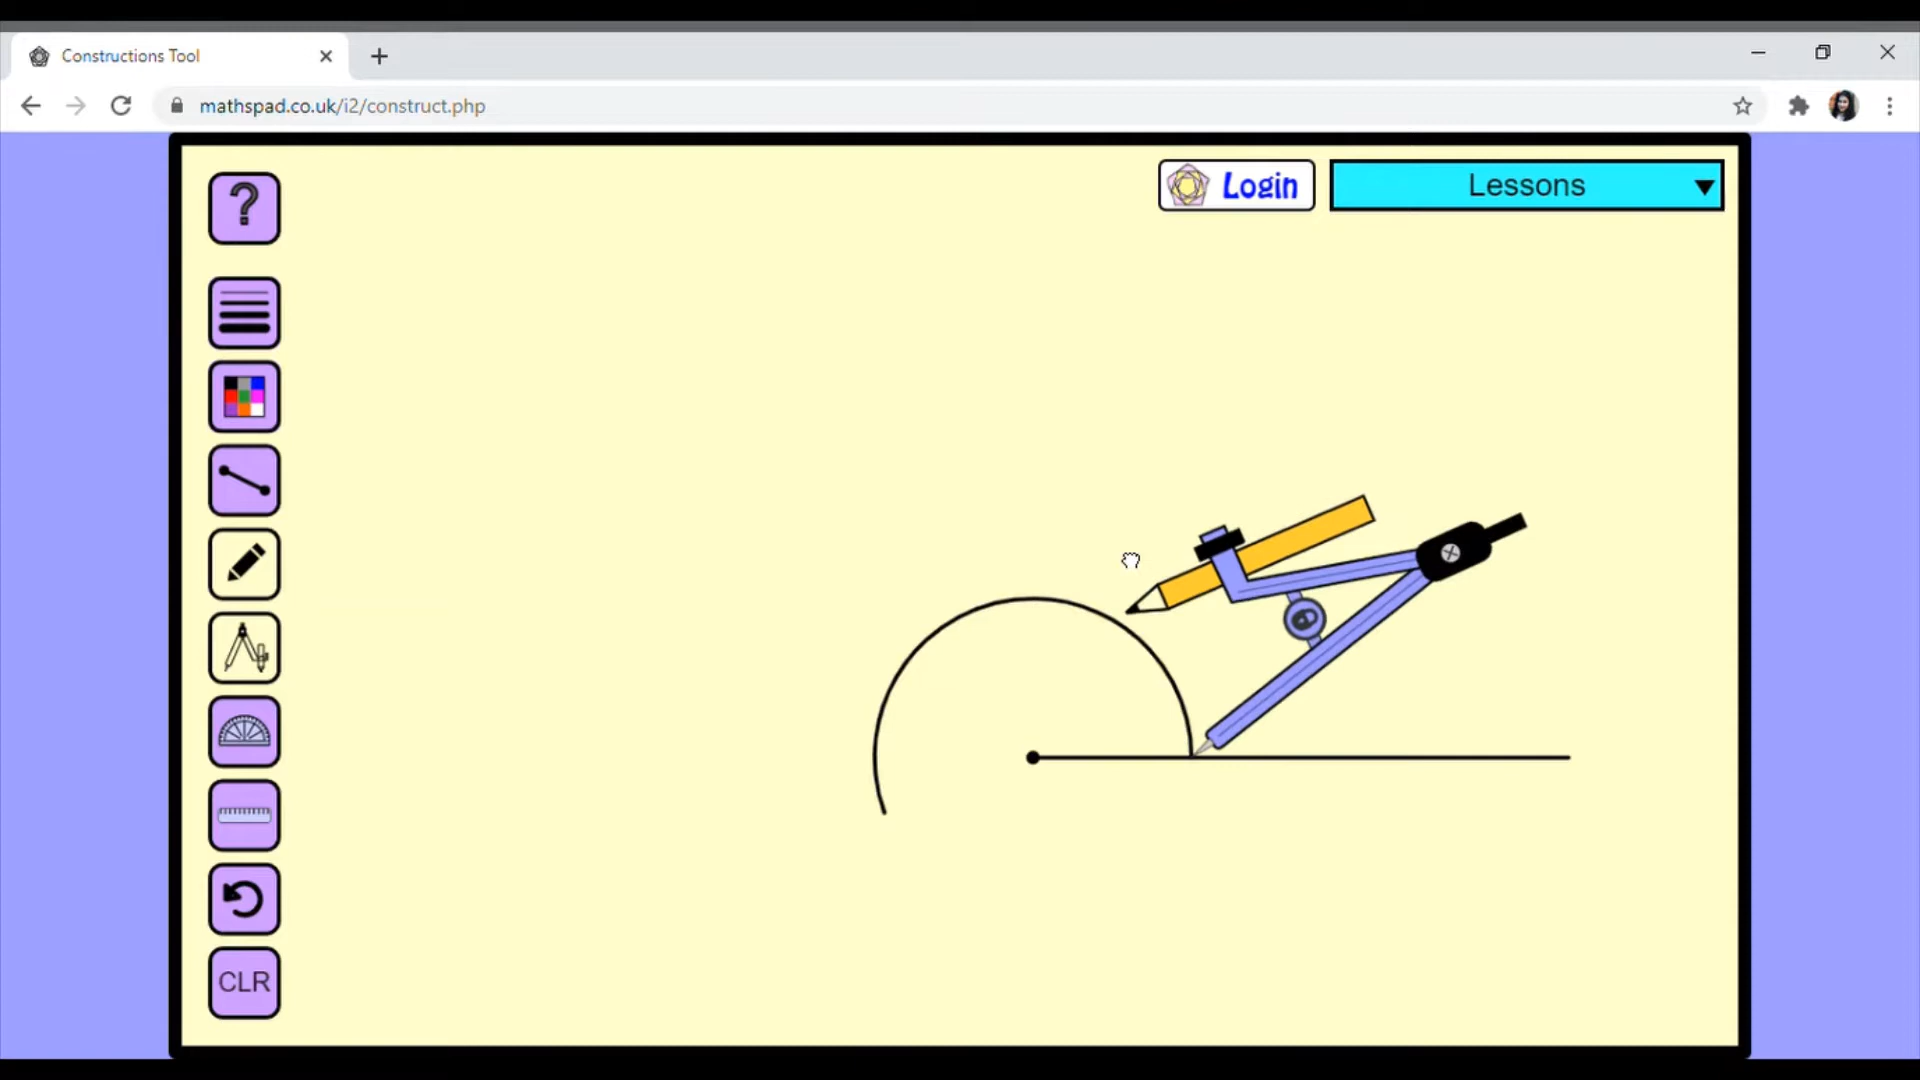 Constructions Tool
mathspad.co.uk/i2/construct.php
Login
Lessons
?
CLR